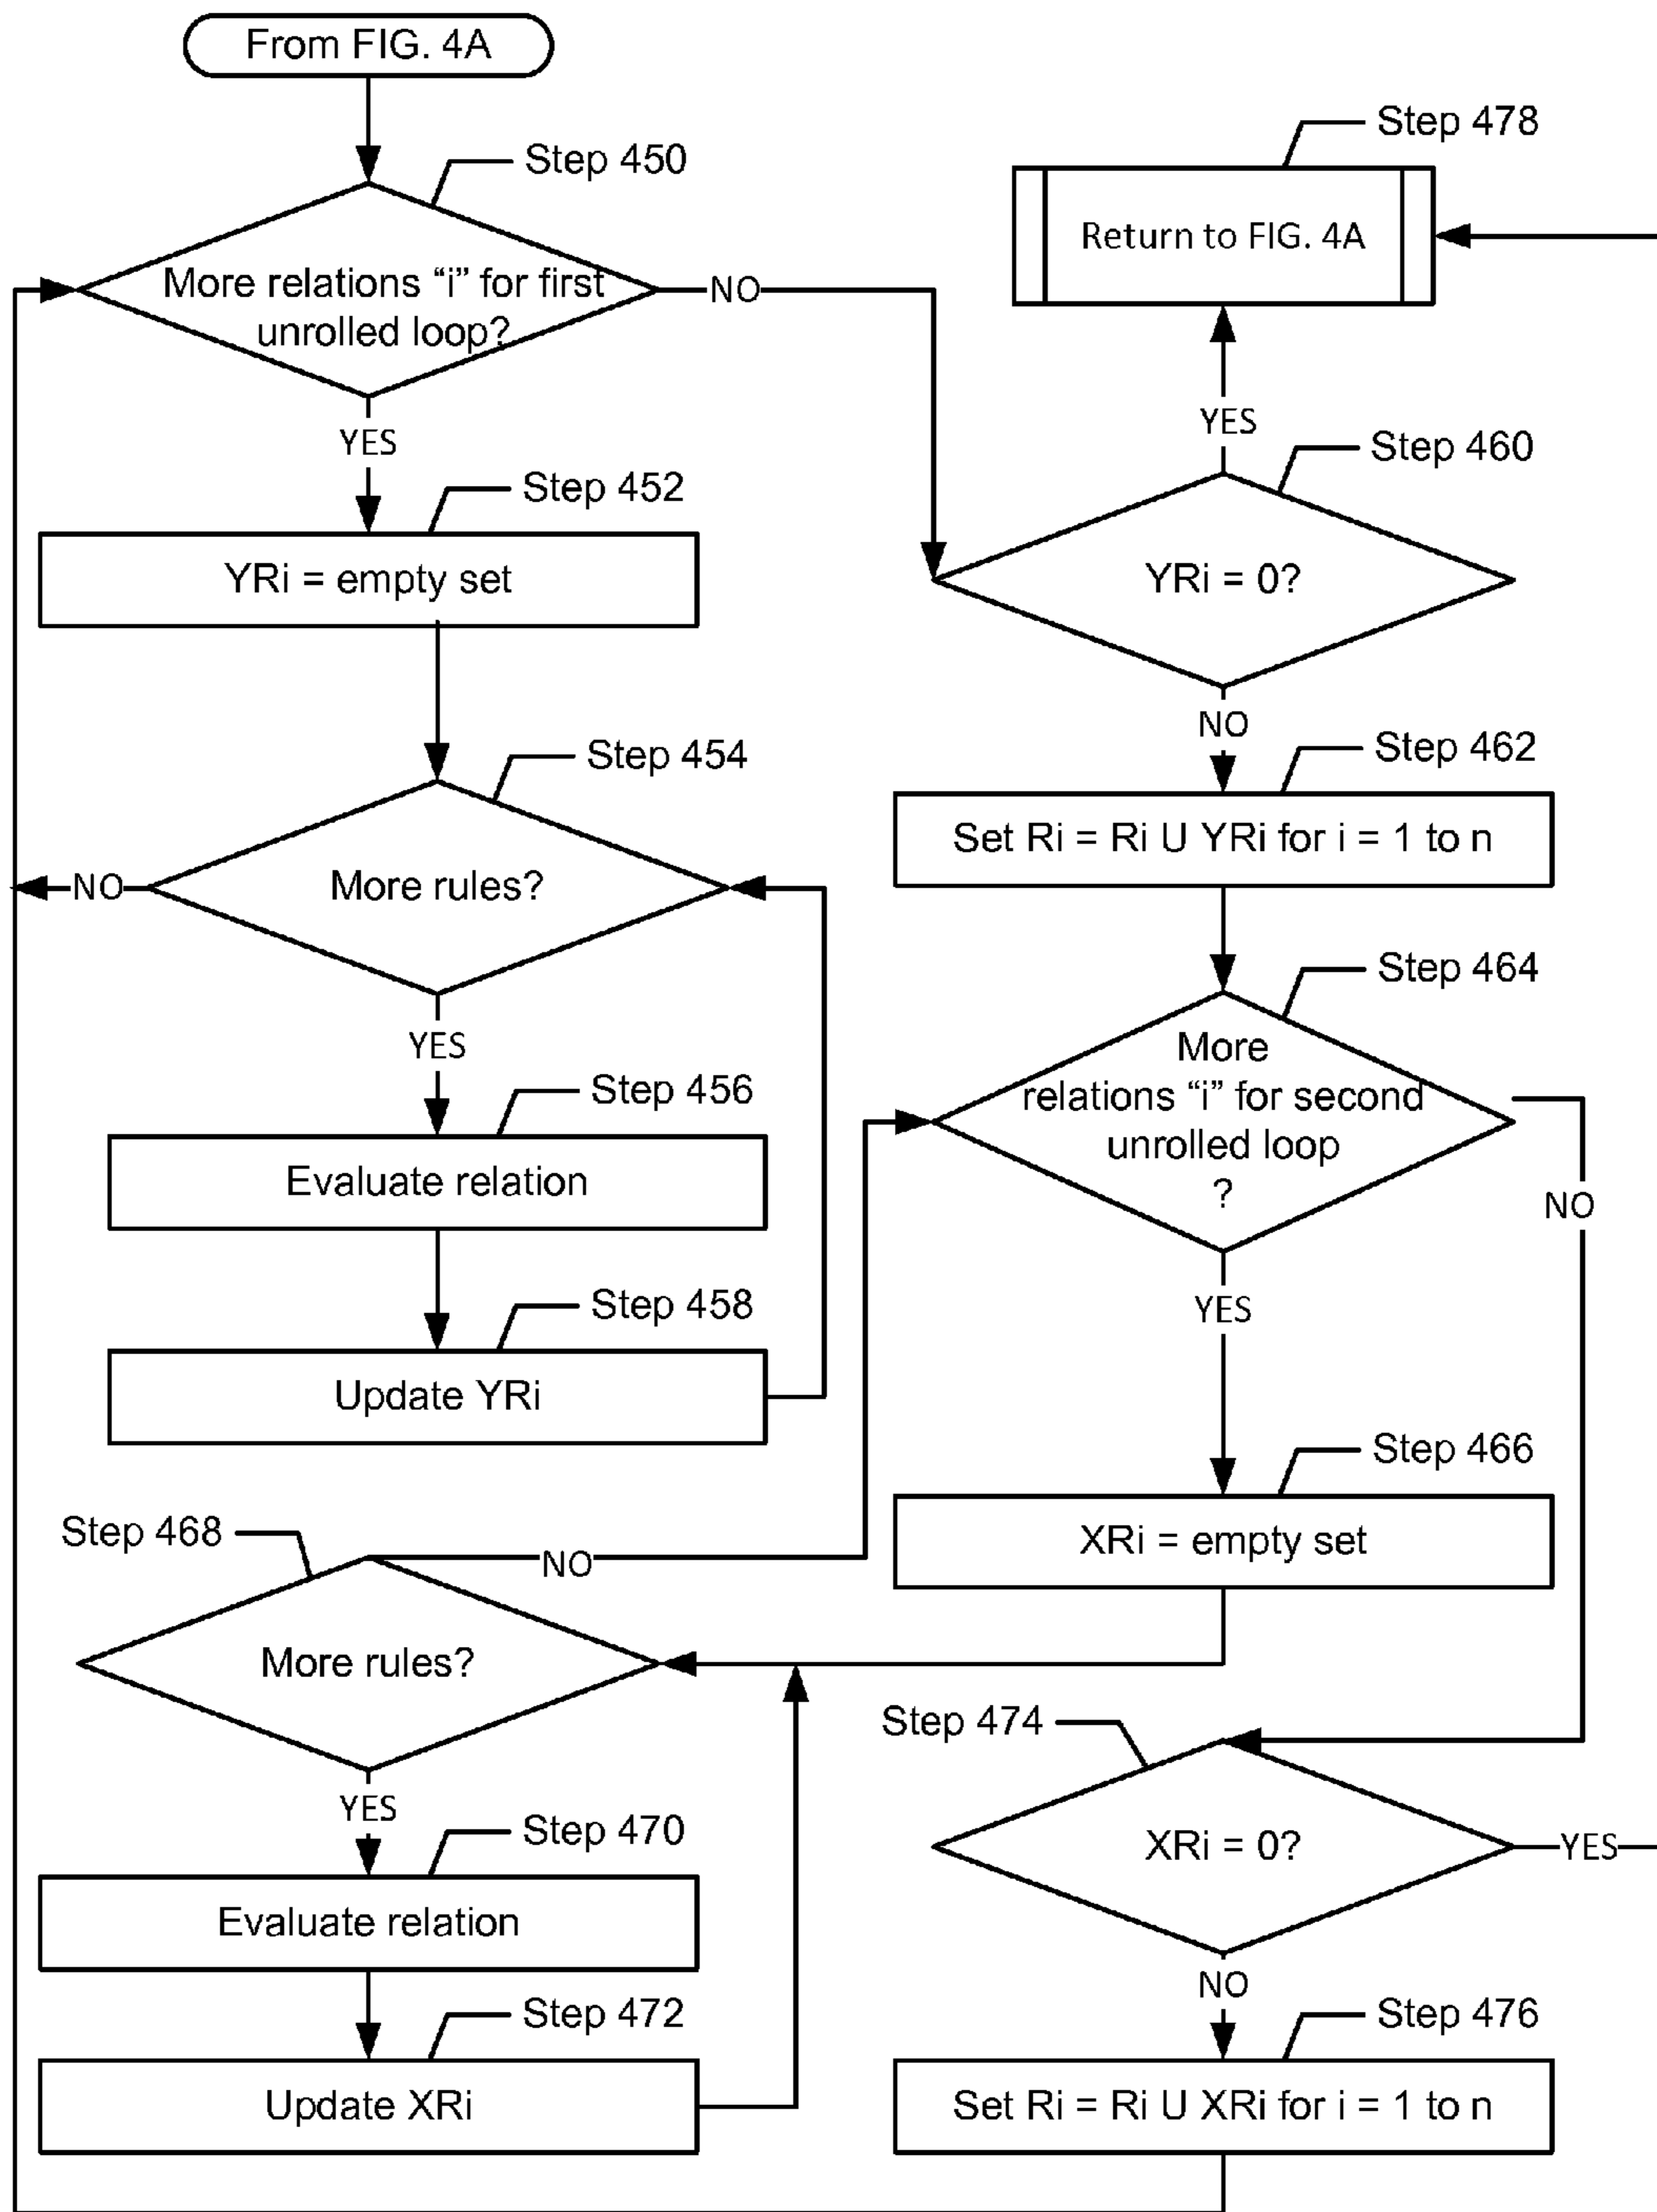 From FIG. 4A
Step 450
More relations “i” for first
unrolled loop?
NO
YES
Step 452
YRi = empty set
Step 454
More rules?
NO
YES
Step 456
Evaluate relation
Step 458
Update YRi
Step 478
Return to FIG. 4A
YES
Step 460
YRi = 0?
NO
Step 462
Set Ri = Ri U YRi for i = 1 to n
Step 464
More
relations “i” for second
unrolled loop
?
NO
YES
Step 466
XRi = empty set
Step 468
NO
More rules?
YES
Step 470
Evaluate relation
Step 472
Update XRi
Step 474
XRi = 0?
YES
NO
Step 476
Set Ri = Ri U XRi for i = 1 to n